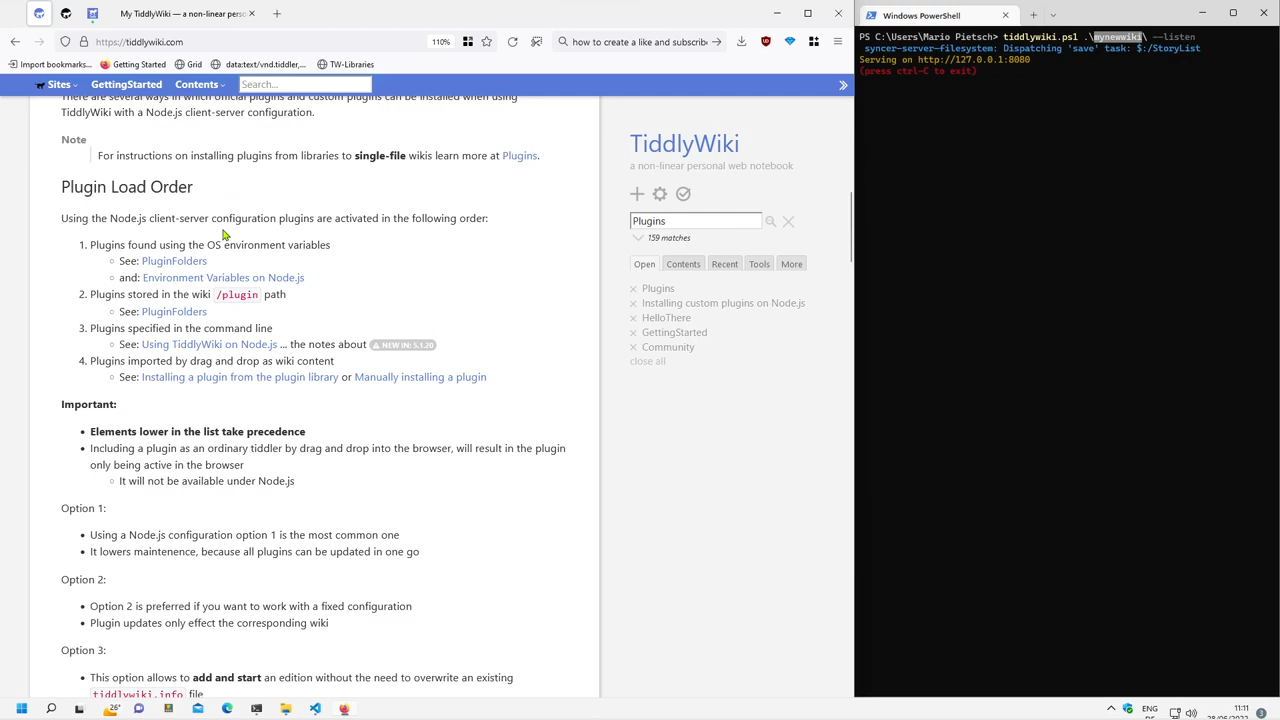 My TiddlyWiki — a non-linear pers
https://tiddlywiki.com
110%
how to create a like and subscribe
Import bookmarks...
Getting Started
Grid
data:text/vnd.tiddler,...
TW-Libraries
Sites
GettingStarted
Contents
Search...
There are several ways in which official plugins and custom plugins can be installed when using
TiddlyWiki with a Node.js client-server configuration.
Note
For instructions on installing plugins from libraries to single-file wikis learn more at Plugins.
Plugin Load Order
Using the Node.js client-server configuration plugins are activated in the following order:
1. Plugins found using the OS environment variables
See: PluginFolders
and: Environment Variables on Node.js
2. Plugins stored in the wiki /plugin path
See: PluginFolders
3. Plugins specified in the command line
See: Using TiddlyWiki on Node.js ... the notes about NEW IN: 5.1.20
4. Plugins imported by drag and drop as wiki content
See: Installing a plugin from the plugin library or Manually installing a plugin
Important:
Elements lower in the list take precedence
Including a plugin as an ordinary tiddler by drag and drop into the browser, will result in the plugin
only being active in the browser
It will not be available under Node.js
Option 1:
Using a Node.js configuration option 1 is the most common one
It lowers maintenence, because all plugins can be updated in one go
Option 2:
Option 2 is preferred if you want to work with a fixed configuration
Plugin updates only effect the corresponding wiki
Option 3:
This option allows to add and start an edition without the need to overwrite an existing
tiddlywiki.info file
TiddlyWiki
a non-linear personal web notebook
Plugins
159 matches
Open
Contents
Recent
Tools
More
Plugins
Installing custom plugins on Node.js
HelloThere
GettingStarted
Community
close all
Windows PowerShell
PS C:\Users\Mario Pietsch> tiddlywiki.ps1 .\mynewwiki\ --listen
syncer-server-filesystem: Dispatching 'save' task: $:/StoryList
Serving on http://127.0.0.1:8080
(press ctrl-C to exit)
26°
ENG
11:11